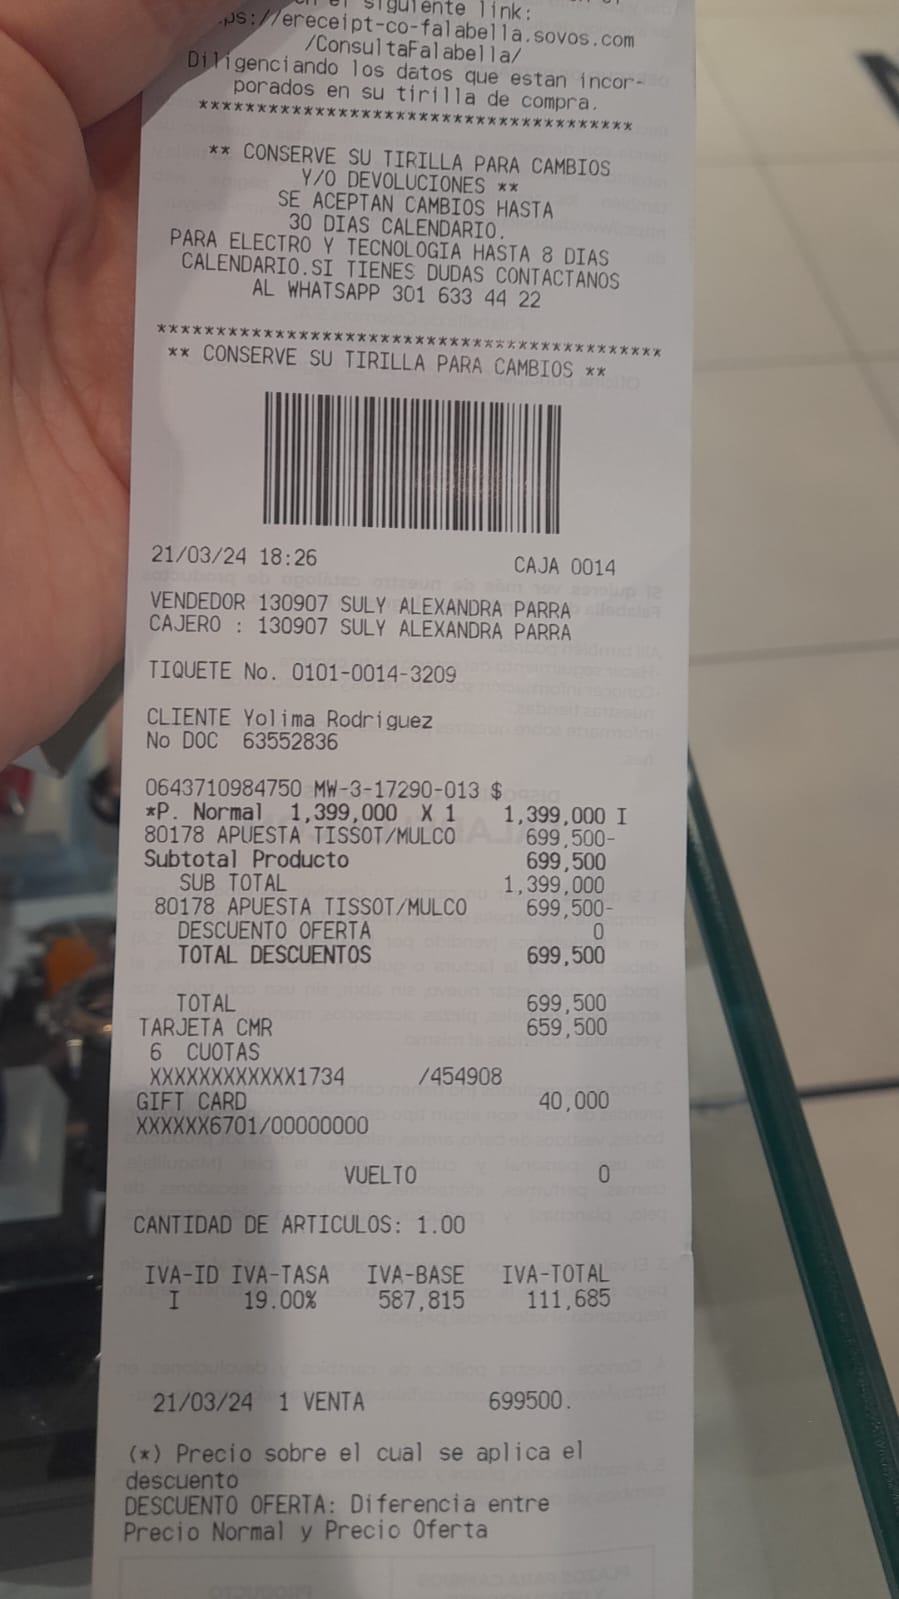 el siguiente link:
ps://ereceipt-co-falabella.sovos.com
/ConsultaFalabella/
Diligenciando los datos que estan incor-
porados en su tirilla de compra.
*************************************
** CONSERVE SU TIRILLA PARA CAMBIOS
Y/O DEVOLUCIONES **
SE ACEPTAN CAMBIOS HASTA
30 DIAS CALENDARIO.
PARA ELECTRO Y TECNOLOGIA HASTA 8 DIAS
CALENDARIO.SI TIENES DUDAS CONTACTANOS
AL WHATSAPP 301 633 44 22
*******************************************
** CONSERVE SU TIRILLA PARA CAMBIOS **
21/03/24 18:26 CAJA 0014
VENDEDOR 130907 SULY ALEXANDRA PARRA
CAJERO : 130907 SULY ALEXANDRA PARRA
TIQUETE No. 0101-0014-3209
CLIENTE Yolima Rodriguez
No DOC 63552836
0643710984750 MW-3-17290-013 $
*P. Normal 1,399,000 X 1 1,399,000 I
80178 APUESTA TISSOT/MULCO 699,500-
Subtotal Producto 699,500
SUB TOTAL 1,399,000
80178 APUESTA TISSOT/MULCO 699,500-
DESCUENTO OFERTA 0
TOTAL DESCUENTOS 699,500
TOTAL 699,500
TARJETA CMR 659,500
6 CUOTAS
XXXXXXXXXXXX1734 /454908
GIFT CARD 40,000
XXXXXX6701/00000000
VUELTO 0
CANTIDAD DE ARTICULOS: 1.00
IVA-ID IVA-TASA IVA-BASE IVA-TOTAL
I 19.00% 587,815 111,685
21/03/24 1 VENTA 699500.
(*) Precio sobre el cual se aplica el
descuento
DESCUENTO OFERTA: Diferencia entre
Precio Normal y Precio Oferta